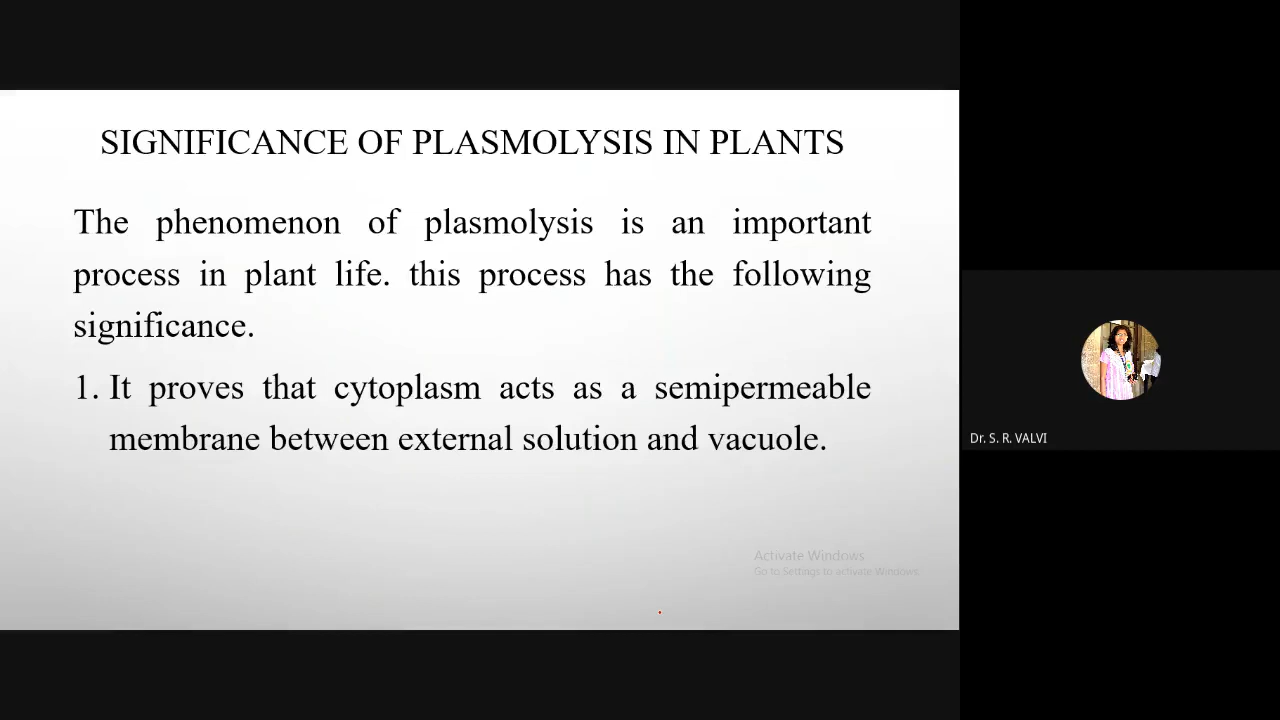 SIGNIFICANCE OF PLASMOLYSIS IN PLANTS
The phenomenon of plasmolysis is an important
process in plant life. this process has the following
significance.
1. It proves that cytoplasm acts as a semipermeable
membrane between external solution and vacuole.
Activate Windows
Go to Settings to activate Windows.
Dr. S. R. VALVI